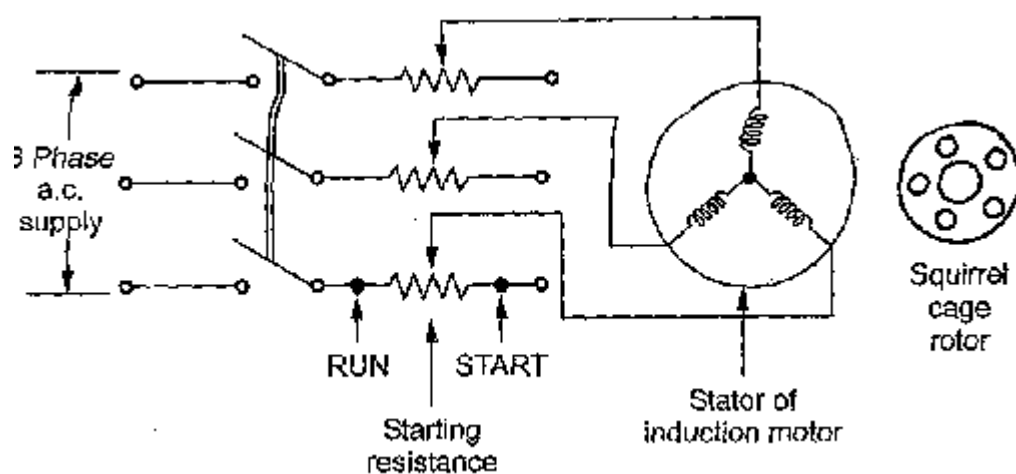 Phase
a.c.
supply
RUN
START
Starting
resistance
Stator of
induction motor
Squirrel
cage
rotor